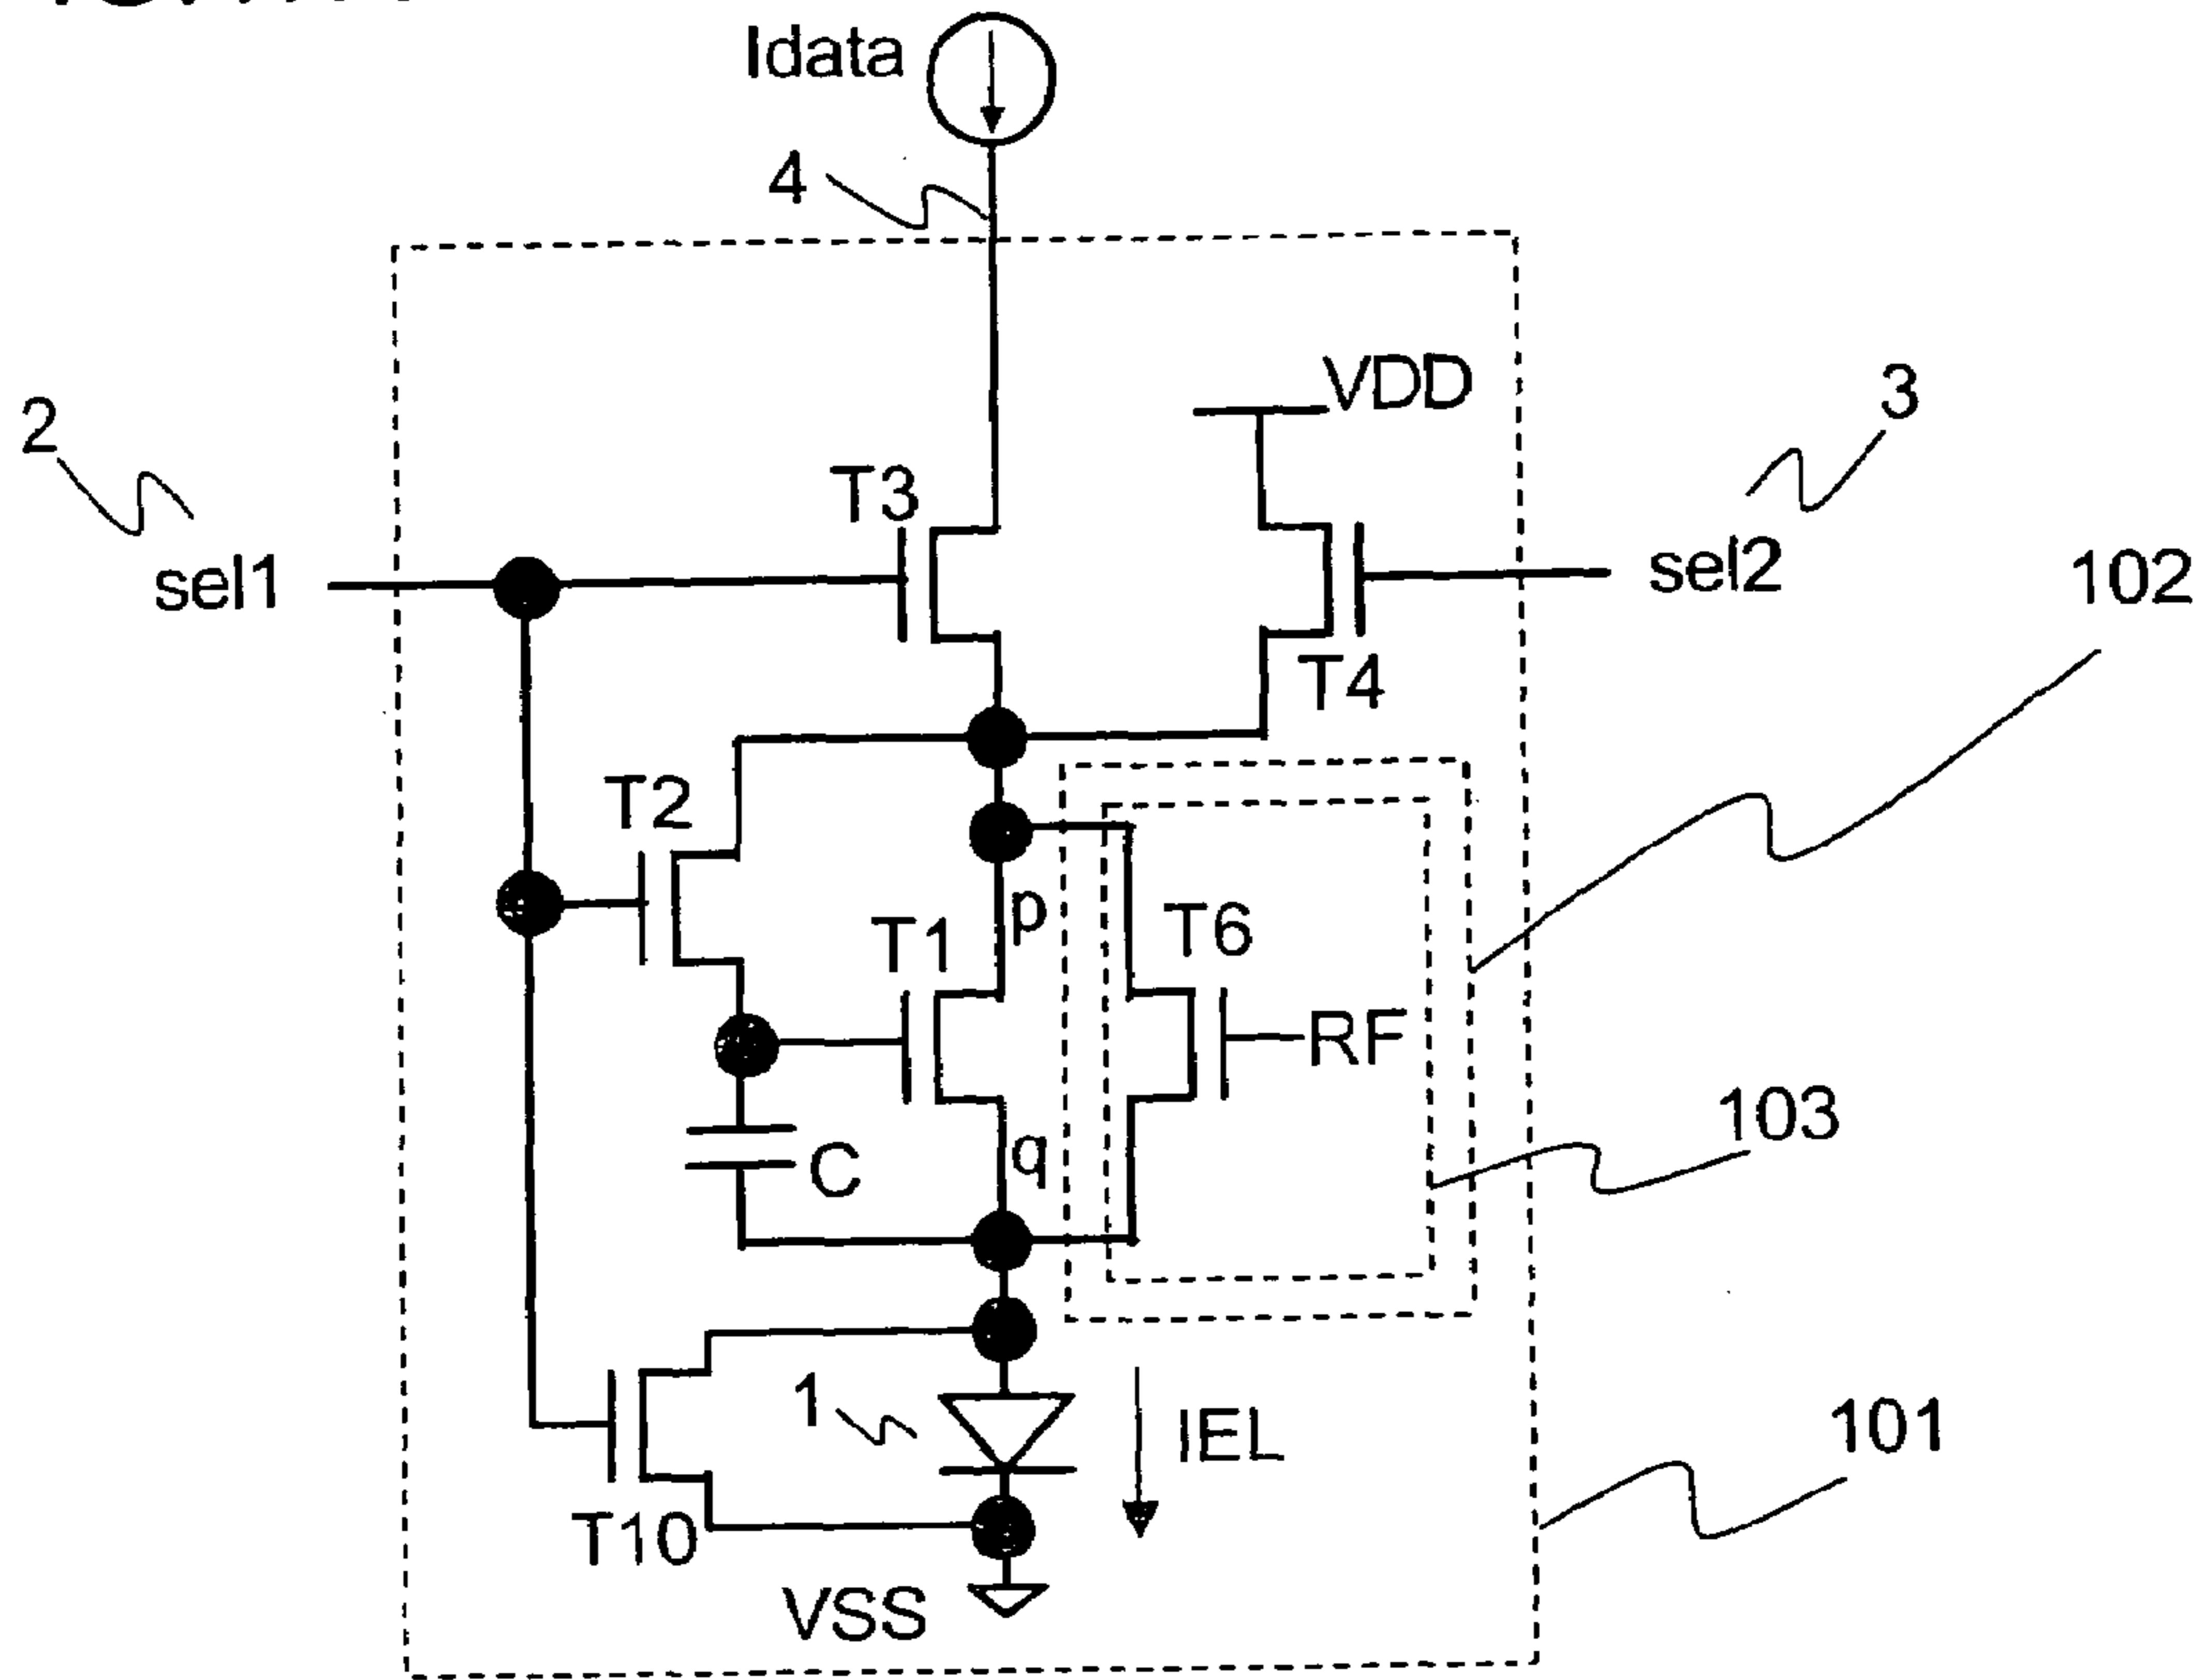 Idata
4
VDD
3
2
T3
sel1
sel2
102
T4
T2
p
T1
T6
RF
103
C
q
1
IEL
101
T10
VSS